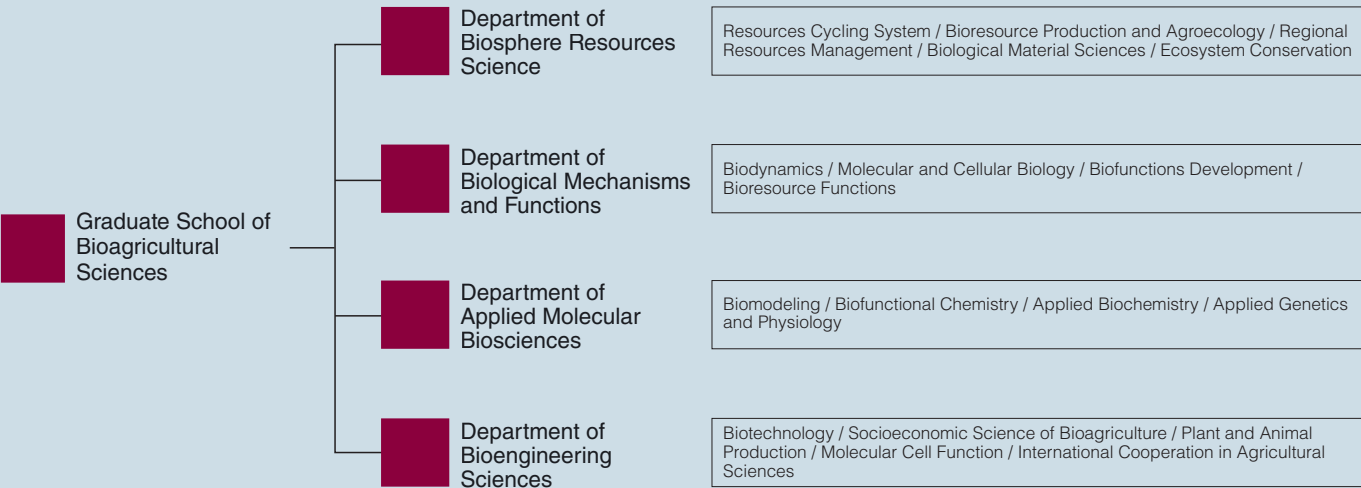 Graduate School of
Bioagricultural
Sciences
Department of
Biosphere Resources
Science
Resources Cycling System / Bioresource Production and Agroecology / Regional
Resources Management / Biological Material Sciences / Ecosystem Conservation
Department of
Biological Mechanisms
and Functions
Biodynamics / Molecular and Cellular Biology / Biofunctions Development /
Bioresource Functions
Department of
Applied Molecular
Biosciences
Biomodeling / Biofunctional Chemistry / Applied Biochemistry / Applied Genetics
and Physiology
Department of
Bioengineering
Sciences
Biotechnology / Socioeconomic Science of Bioagriculture / Plant and Animal
Production / Molecular Cell Function / International Cooperation in Agricultural
Sciences